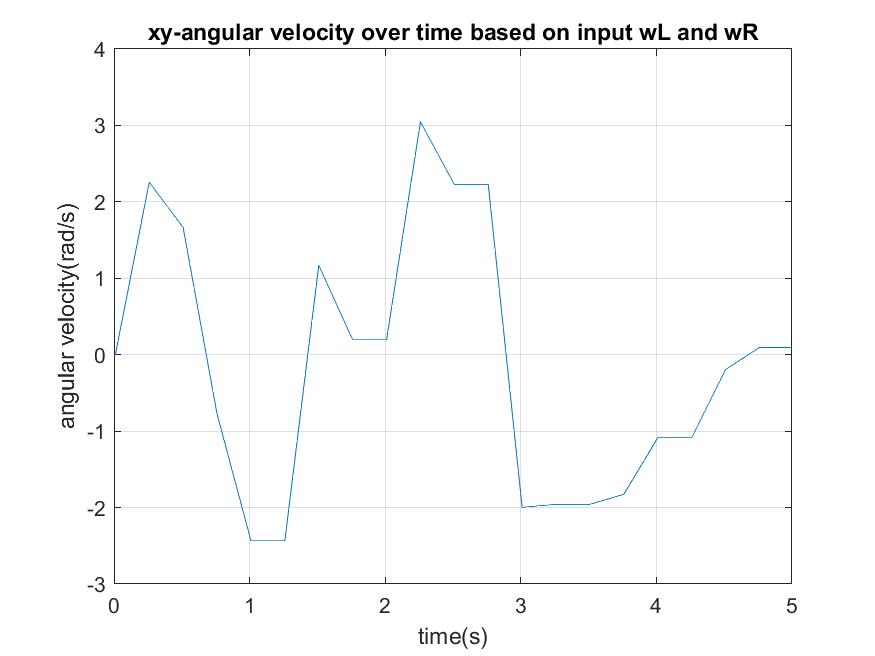 xy-angular velocity over time based on input wL and wR
4
3
2
1
0
-1
-2
-3
angular velocity(rad/s)
0 1 2 3 4 5
time(s)